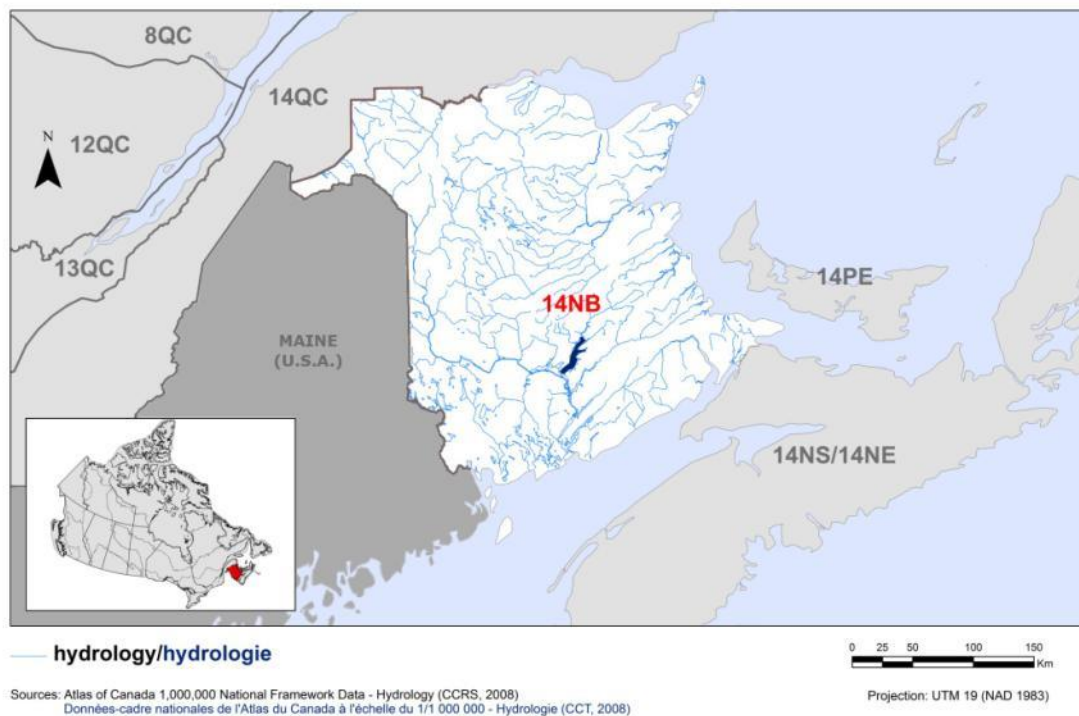 8QC
14QC
N
12QC
13QC
14NB
14PE
MAINE
(U.S.A.)
14NS/14NE
hydrology/hydrologie
0 25 50 100 150
Km
Sources: Atlas of Canada 1,000,000 National Framework Data - Hydrology (CCRS, 2008)
Données-cadre nationales de l'Atlas du Canada à l'échelle du 1/1 000 000 - Hydrologie (CCT, 2008)
Projection: UTM 19 (NAD 1983)